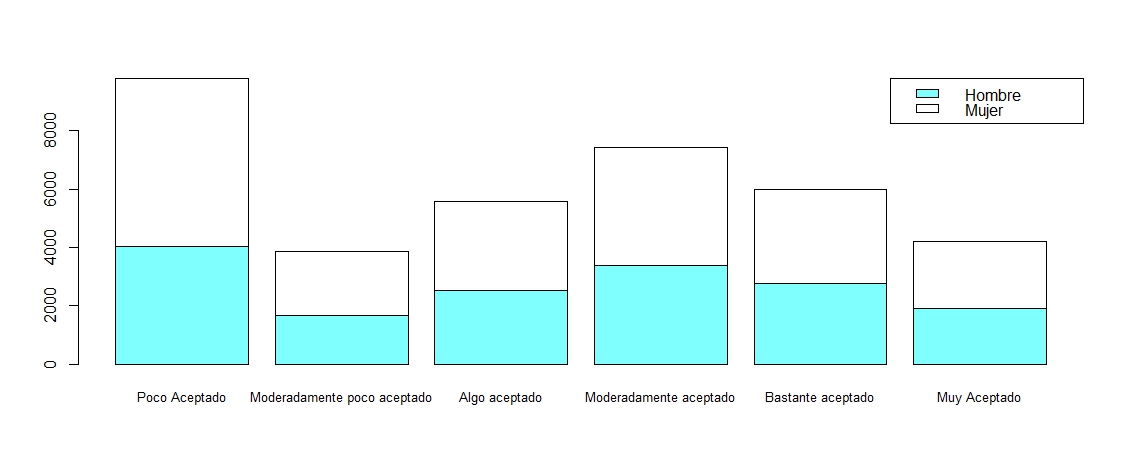 Hombre
Mujer
8000
6000
4000
2000
0
Poco Aceptado
Moderadamente poco aceptado
Algo aceptado
Moderadamente aceptado
Bastante aceptado
Muy Aceptado